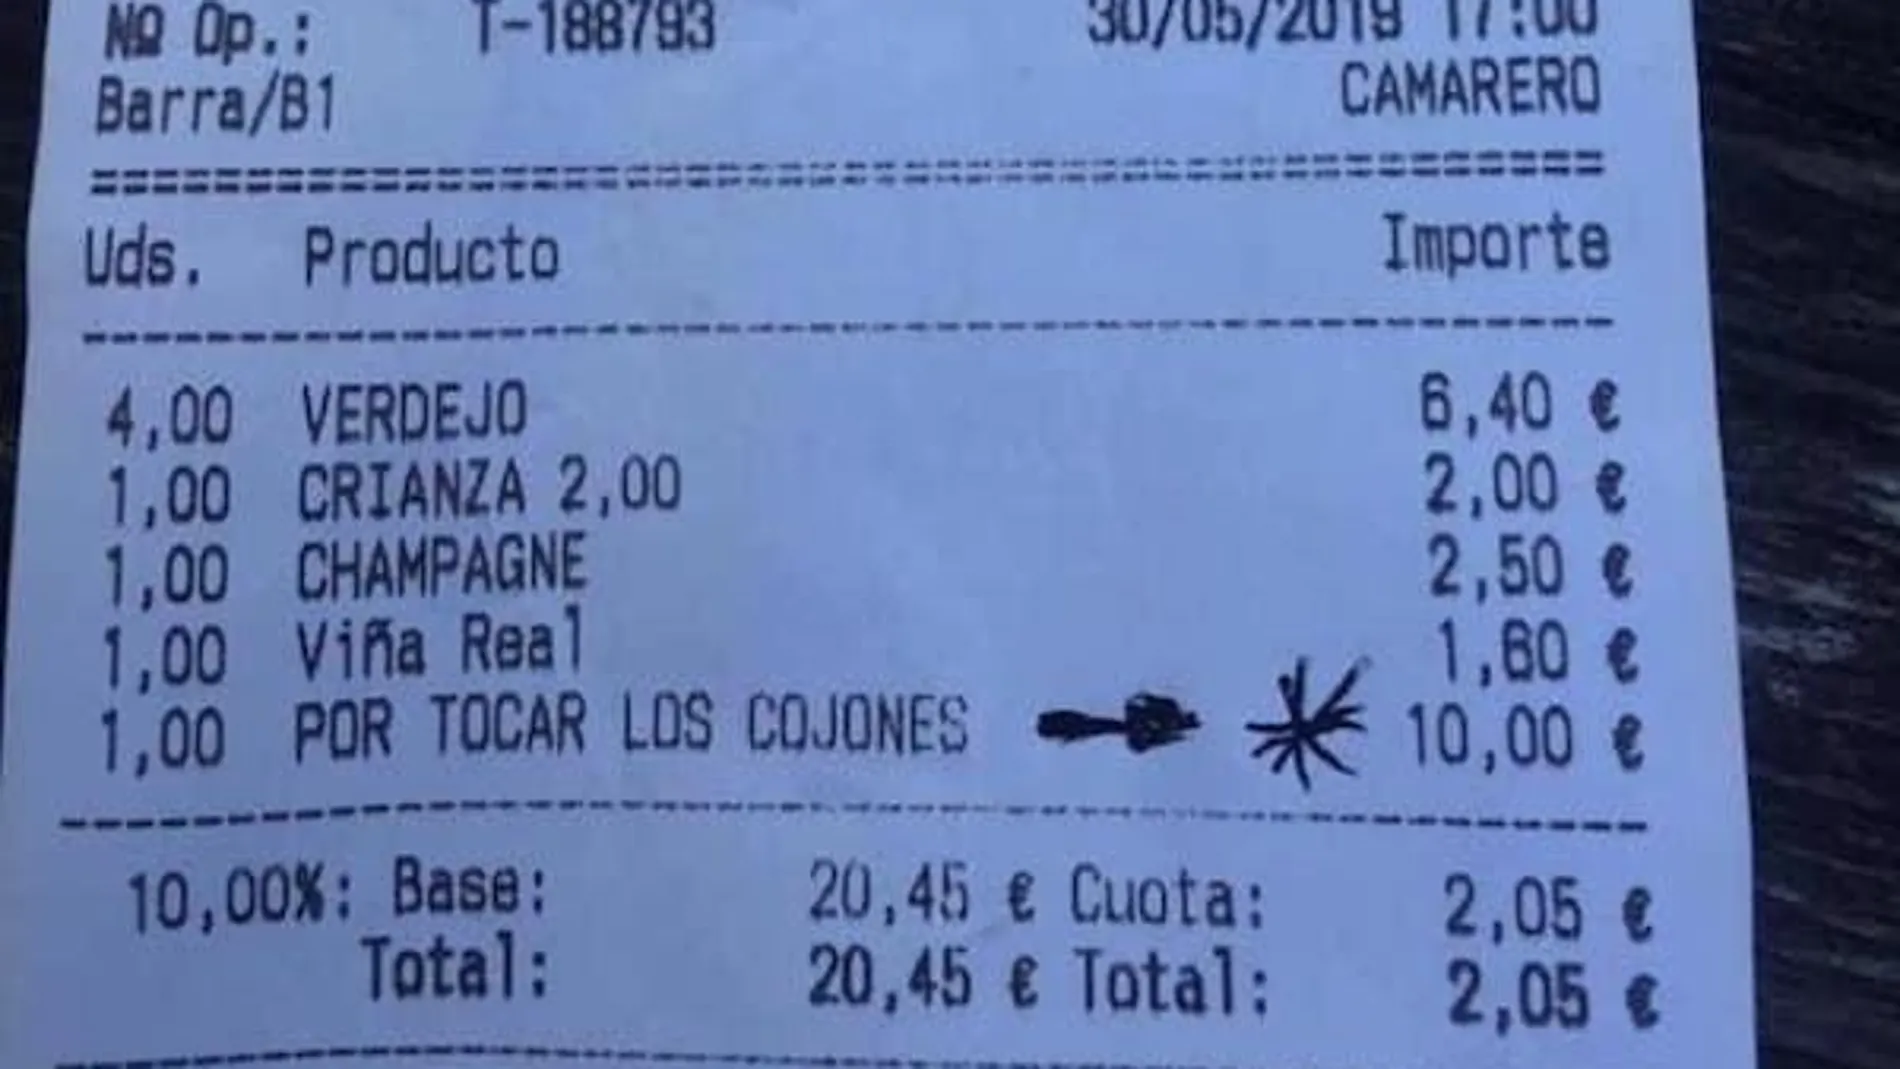 Nº Op.: T-188793 30/05/2019 17:00
Barra/B1 CAMARERO
Uds. Producto Importe
4,00 VERDEJO 6,40 €
1,00 CRIANZA 2,00 2,00 €
1,00 CHAMPAGNE 2,50 €
1,00 Viña Real 1,60 €
1,00 POR TOCAR LOS COJONES 10,00 €
10,00%: Base: 20,45 € Cuota: 2,05 €
Total: 20,45 € Total: 2,05 €